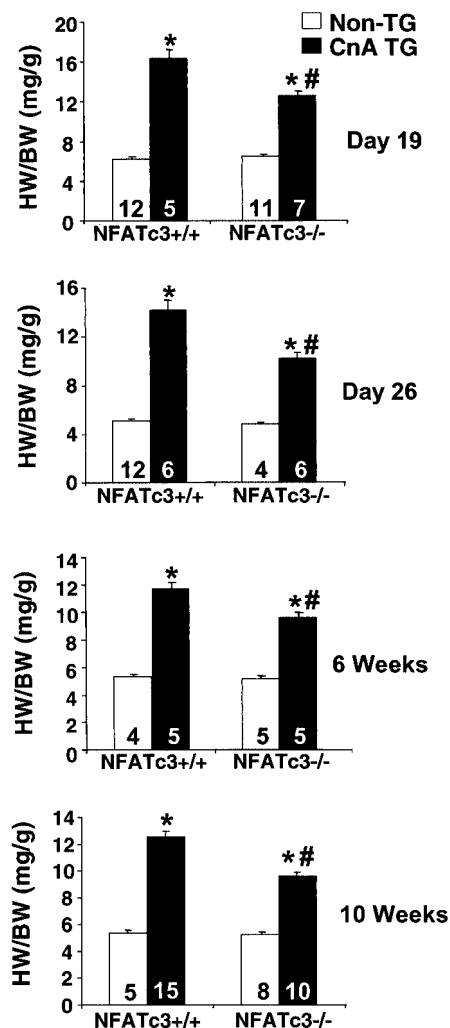 Non-TG
CnA TG
HW/BW (mg/g)
20
16
12
8
4
0
*
*#
12
5
11
7
NFATc3+/+
NFATc3-/-
Day 19
HW/BW (mg/g)
16
12
8
4
0
*
*#
12
6
4
6
NFATc3+/+
NFATc3-/-
Day 26
HW/BW (mg/g)
14
12
10
8
6
4
2
0
*
*#
4
5
5
5
NFATc3+/+
NFATc3-/-
6 Weeks
HW/BW (mg/g)
14
12
10
8
6
4
2
0
*
*#
5
15
8
10
NFATc3+/+
NFATc3-/-
10 Weeks